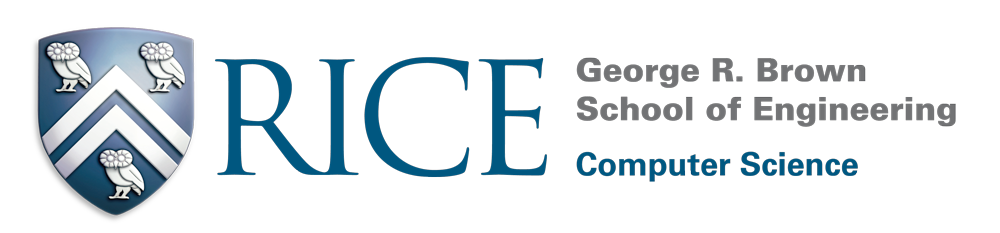 RICE
George R. Brown
School of Engineering
Computer Science